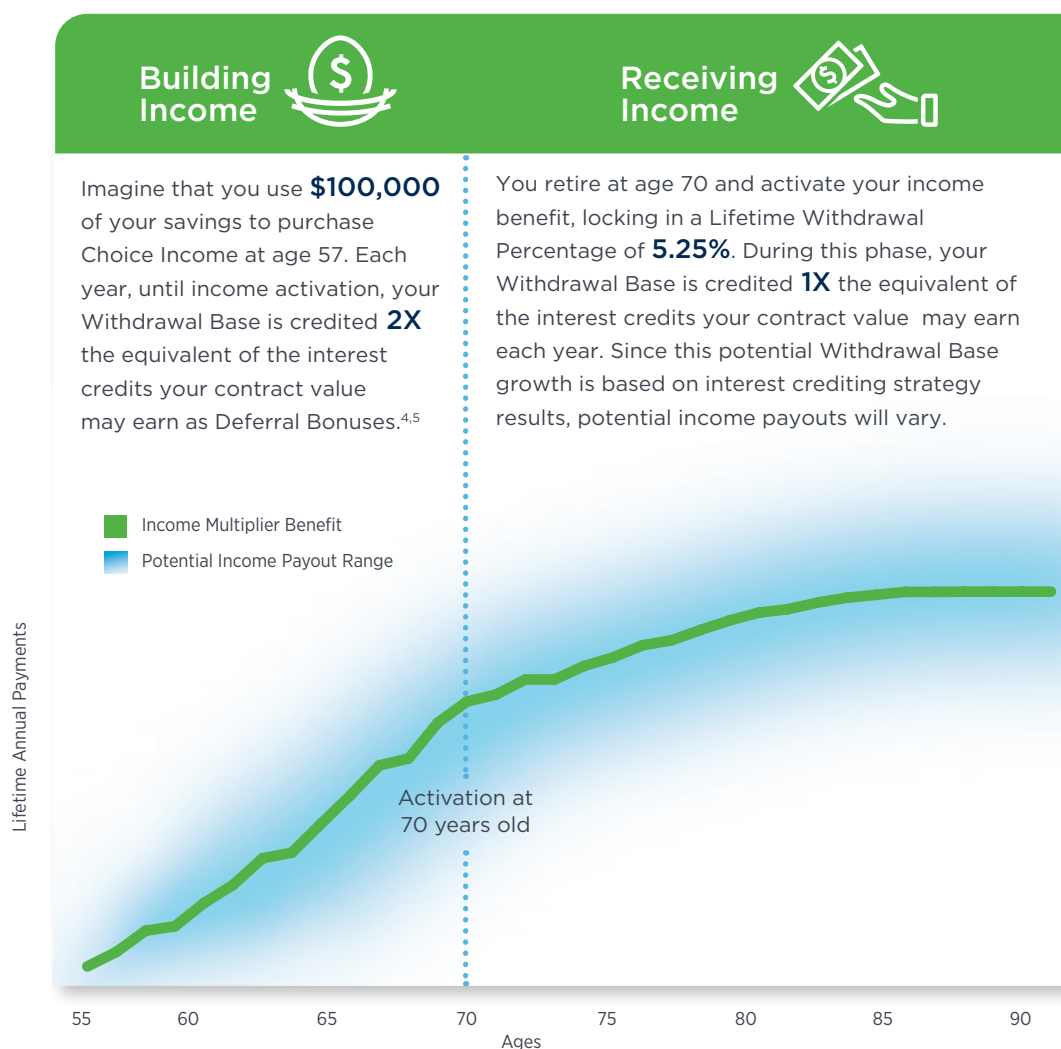 Building
Income
$
Receiving
Income
$
Imagine that you use $100,000
of your savings to purchase
Choice Income at age 57. Each
year, until income activation, your
Withdrawal Base is credited 2X
the equivalent of the interest
credits your contract value
may earn as Deferral Bonuses.4,5
You retire at age 70 and activate your income
benefit, locking in a Lifetime Withdrawal
Percentage of 5.25%. During this phase, your
Withdrawal Base is credited 1X the equivalent of
the interest credits your contract value may earn
each year. Since this potential Withdrawal Base
growth is based on interest crediting strategy
results, potential income payouts will vary.
Income Multiplier Benefit
Potential Income Payout Range
Lifetime Annual Payments
Activation at
70 years old
55 60 65 70 75 80 85 90
Ages